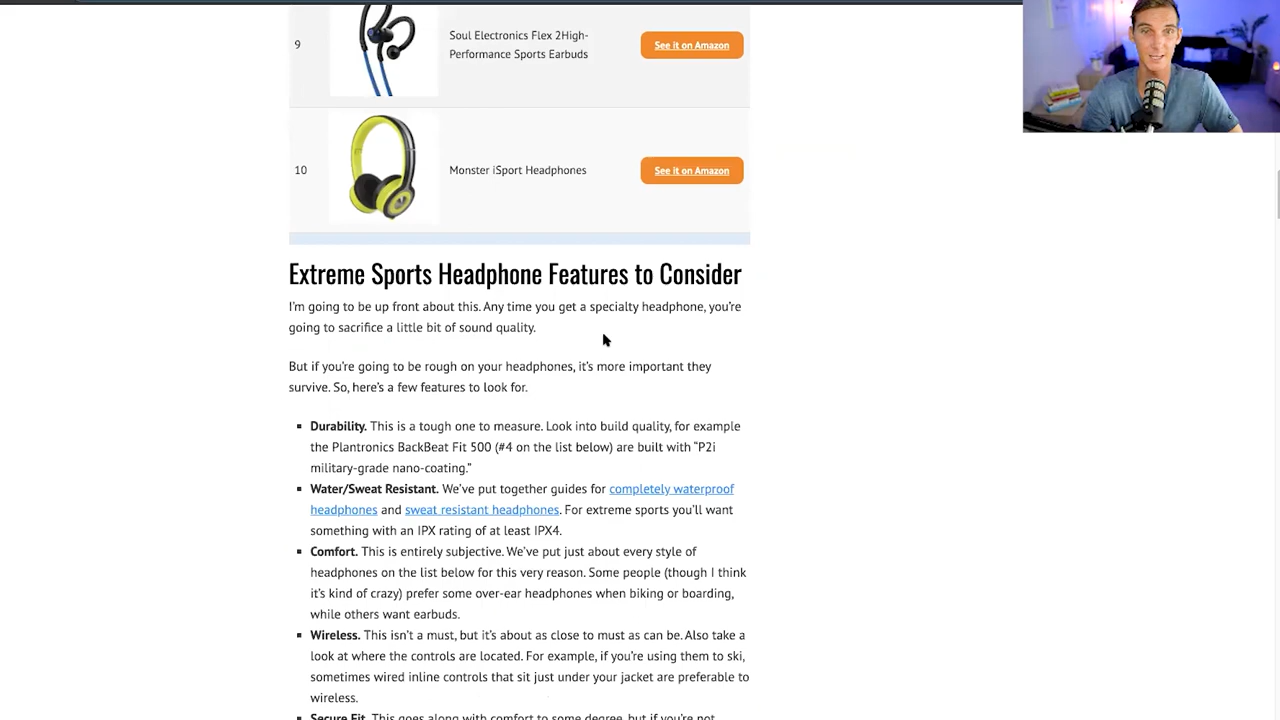 9
Soul Electronics Flex 2High-
Performance Sports Earbuds
See it on Amazon
10
Monster iSport Headphones
See it on Amazon
Extreme Sports Headphone Features to Consider
I’m going to be up front about this. Any time you get a specialty headphone, you’re
going to sacrifice a little bit of sound quality.
But if you’re going to be rough on your headphones, it’s more important they
survive. So, here’s a few features to look for.
Durability. This is a tough one to measure. Look into build quality, for example
the Plantronics BackBeat Fit 500 (#4 on the list below) are built with “P2i
military-grade nano-coating.”
Water/Sweat Resistant. We’ve put together guides for completely waterproof
headphones and sweat resistant headphones. For extreme sports you’ll want
something with an IPX rating of at least IPX4.
Comfort. This is entirely subjective. We’ve put just about every style of
headphones on the list below for this very reason. Some people (though I think
it’s kind of crazy) prefer some over-ear headphones when biking or boarding,
while others want earbuds.
Wireless. This isn’t a must, but it’s about as close to must as can be. Also take a
look at where the controls are located. For example, if you’re using them to ski,
sometimes wired inline controls that sit just under your jacket are preferable to
wireless.
Secure Fit. This goes along with comfort to some degree, but if you’re not